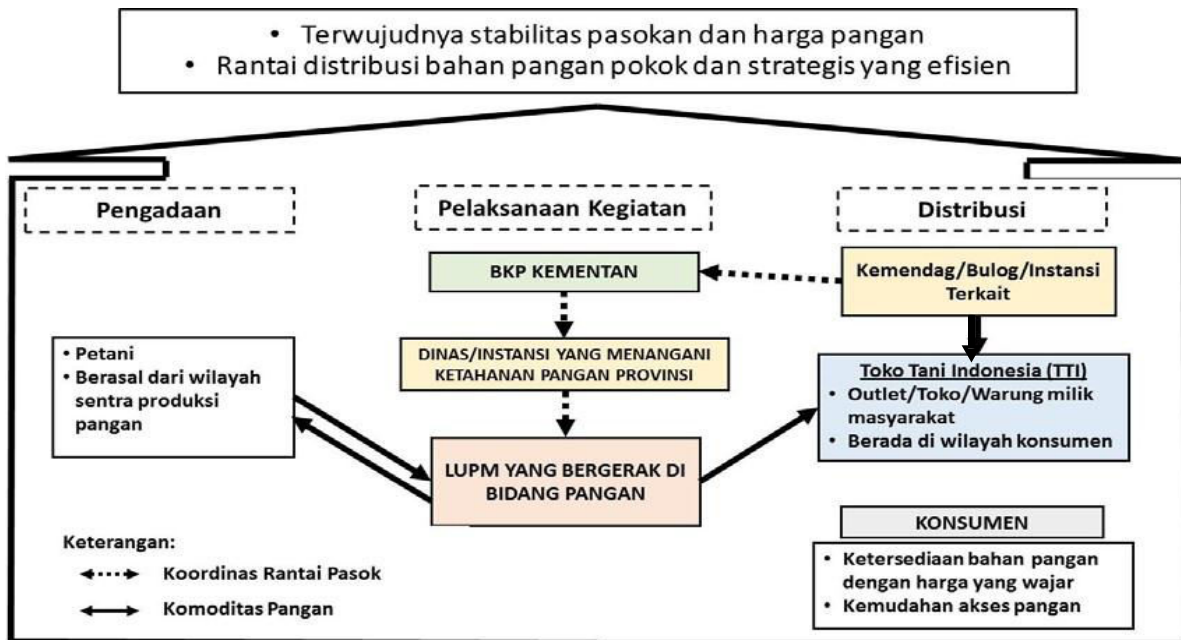 • Terwujudnya stabilitas pasokan dan harga pangan
• Rantai distribusi bahan pangan pokok dan strategis yang efisien
Pengadaan
Pelaksanaan Kegiatan
Distribusi
BKP KEMENTAN
Kemendag/Bulog/Instansi
Terkait
• Petani
• Berasal dari wilayah
sentra produksi
pangan
DINAS/INSTANSI YANG MENANGANI
KETAHANAN PANGAN PROVINSI
Toko Tani Indonesia (TTI)
• Outlet/Toko/Warung milik
masyarakat
• Berada di wilayah konsumen
LUPM YANG BERGERAK DI
BIDANG PANGAN
KONSUMEN
• Ketersediaan bahan pangan
dengan harga yang wajar
• Kemudahan akses pangan
Keterangan:
Koordinas Rantai Pasok
Komoditas Pangan